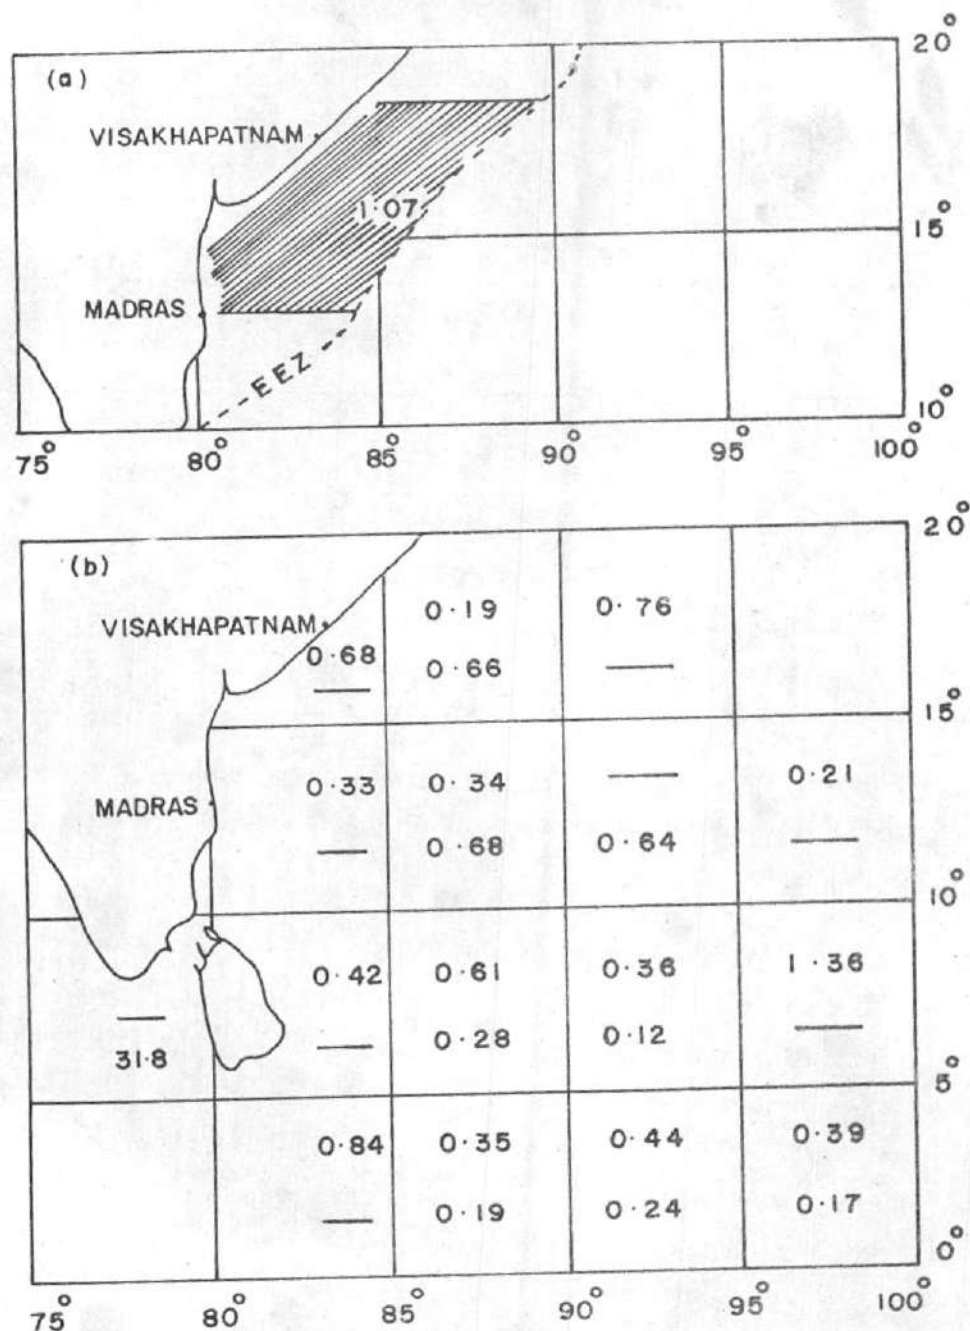 (a)
20°
VISAKHAPATNAM
1·07
15°
MADRAS
EEZ
10°
75° 80° 85° 90° 95° 100°
20°
(b)
VISAKHAPATNAM
0·19 0·76
0·68
0·66 —
—
15°
0·33 0·34 — 0·21
MADRAS
— 0·68 0·64 —
10°
0·42 0·61 0·36 1·36
— — 0·28 0·12 —
31·8
5°
0·84 0·35 0·44 0·39
— 0·19 0·24 0·17
0°
75° 80° 85° 90° 95° 100°